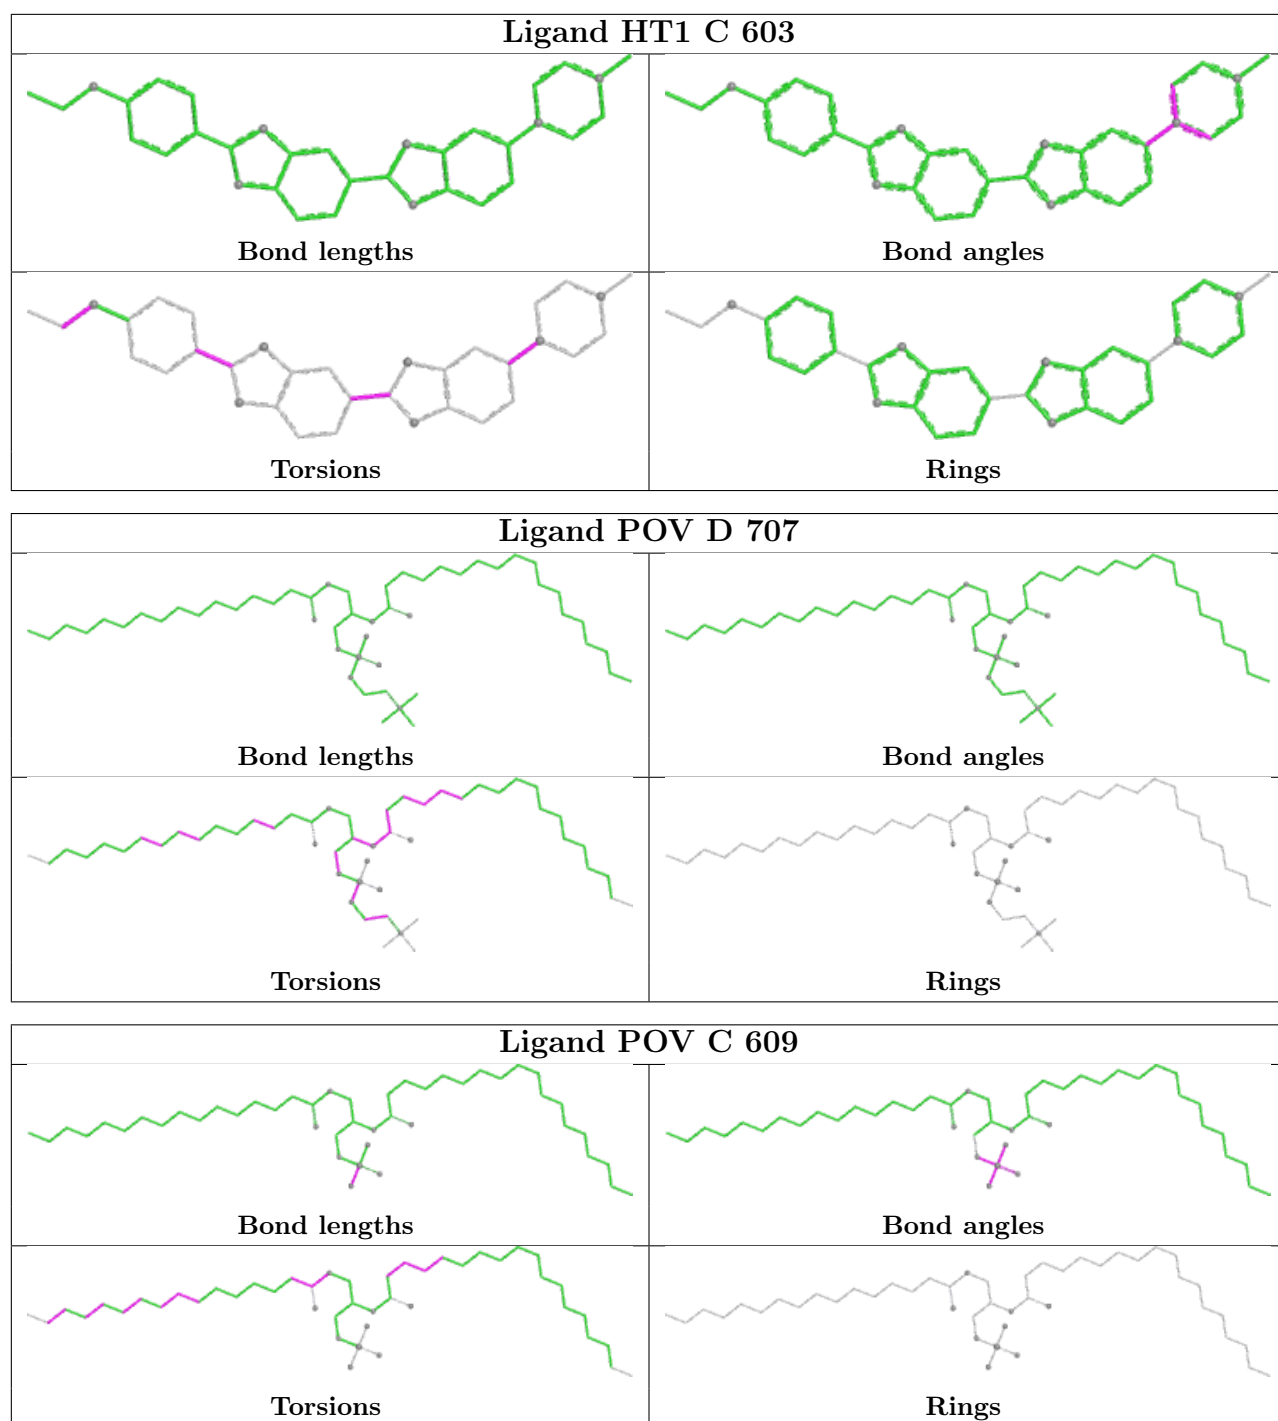 Ligand HT1 C 603
Bond lengths
Bond angles
Torsions
Rings
Ligand POV D 707
Bond lengths
Bond angles
Torsions
Rings
Ligand POV C 609
Bond lengths
Bond angles
Torsions
Rings